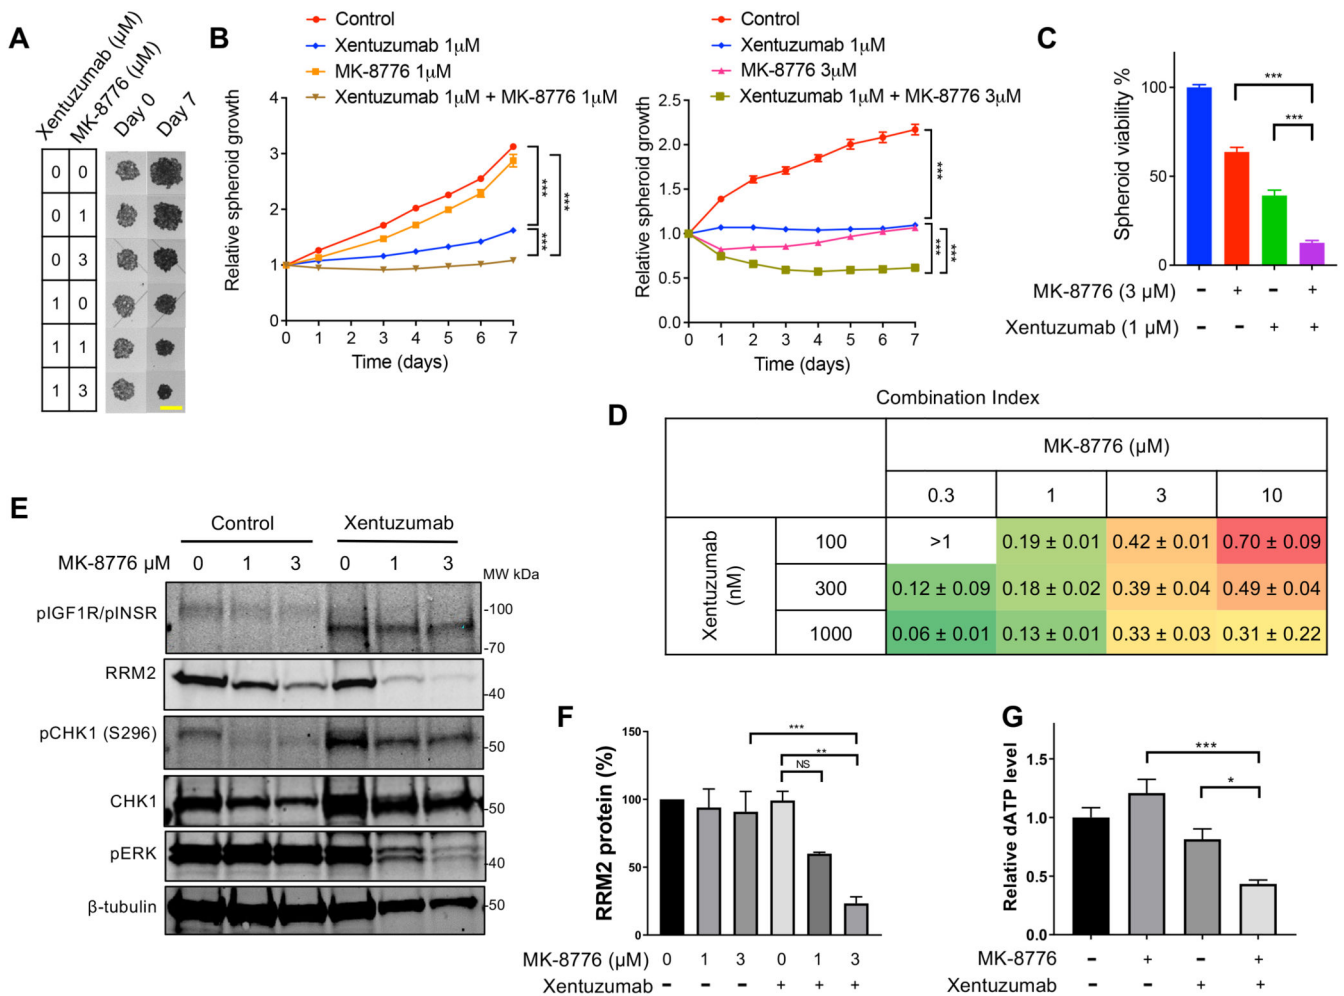 A
Xentuzumab (µM)
MK-8776 (µM)
Day 0
Day 7
0 0
0 1
0 3
1 0
1 1
1 3
B
Control
Xentuzumab 1µM
MK-8776 1µM
Xentuzumab 1µM + MK-8776 1µM
Relative spheroid growth
4
3
2
1
0
0 1 2 3 4 5 6 7
Time (days)
***
***
***
Control
Xentuzumab 1µM
MK-8776 3µM
Xentuzumab 1µM + MK-8776 3µM
Relative spheroid growth
2.5
2.0
1.5
1.0
0.5
0.0
0 1 2 3 4 5 6 7
Time (days)
***
***
***
C
Spheroid viability %
100
50
0
***
***
MK-8776 (3 µM) - + - +
Xentuzumab (1 µM) - - + +
D
Combination Index
MK-8776 (µM)
0.3 1 3 10
Xentuzumab
(nM)
100 >1 0.19 ± 0.01 0.42 ± 0.01 0.70 ± 0.09
300 0.12 ± 0.09 0.18 ± 0.02 0.39 ± 0.04 0.49 ± 0.04
1000 0.06 ± 0.01 0.13 ± 0.01 0.33 ± 0.03 0.31 ± 0.22
E
Control Xentuzumab
MK-8776 µM 0 1 3 0 1 3
MW kDa
pIGF1R/pINSR
-100
-70
RRM2
-40
pCHK1 (S296)
-50
CHK1
-50
pERK
-40
β-tubulin
-50
F
RRM2 protein (%)
150
100
50
0
***
**
NS
MK-8776 (µM) 0 1 3 0 1 3
Xentuzumab - - - + + +
G
Relative dATP level
1.5
1.0
0.5
0.0
***
*
MK-8776 - + - +
Xentuzumab - - + +